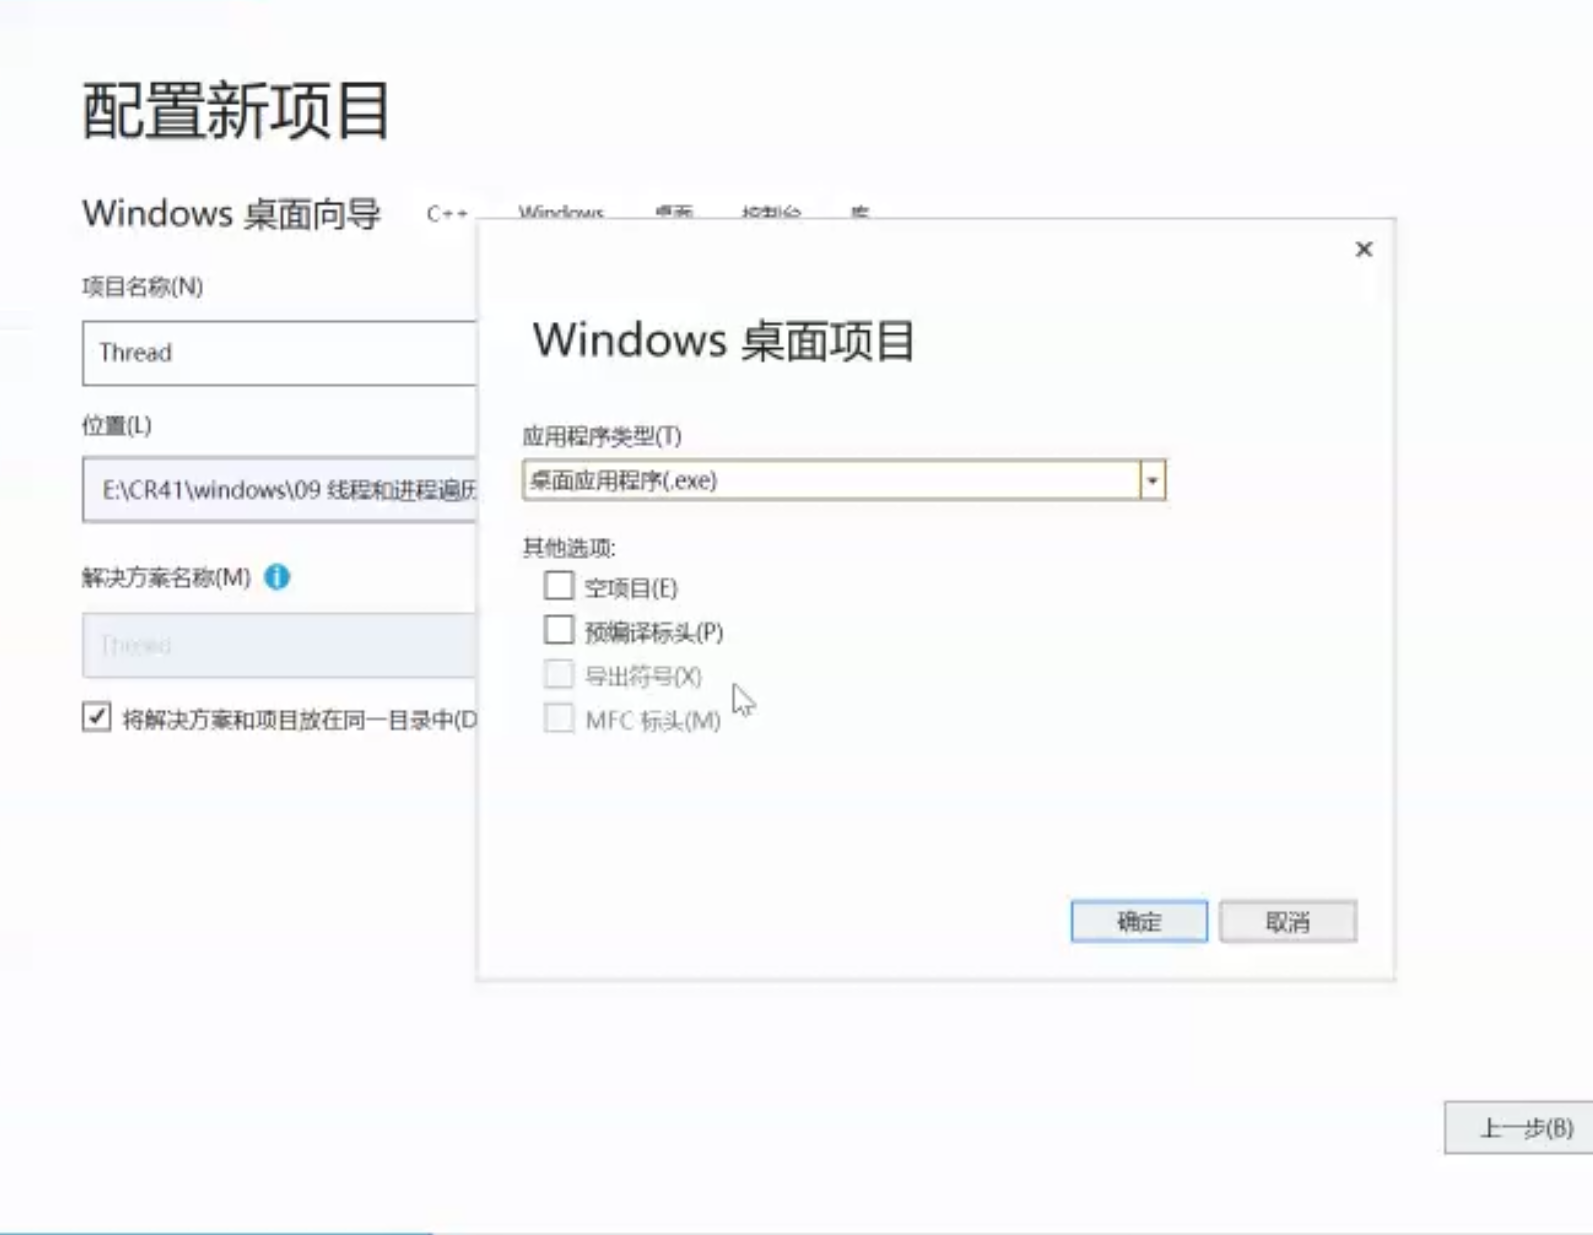 配置新项目
Windows 桌面向导 C++ Windows 桌面 控制台 库
项目名称(N)
Thread
位置(L)
E:\CR41\windows\09 线程和进程遍历
解决方案名称(M)
Thread
将解决方案和项目放在同一目录中(D
Windows 桌面项目
应用程序类型(T)
桌面应用程序(.exe)
其他选项:
空项目(E)
预编译标头(P)
导出符号(X)
MFC 标头(M)
确定 取消
上一步(B)